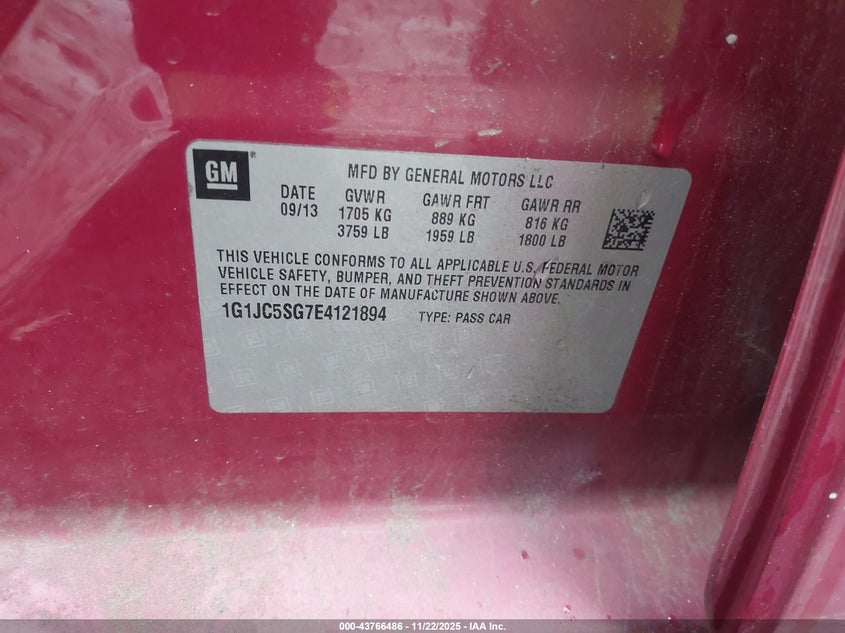 GM®
MFD BY GENERAL MOTORS LLC
DATE GVWR GAWR FRT GAWR RR
09/13 1705 KG 889 KG 816 KG
3759 LB 1959 LB 1800 LB
THIS VEHICLE CONFORMS TO ALL APPLICABLE U.S. FEDERAL MOTOR
VEHICLE SAFETY, BUMPER, AND THEFT PREVENTION STANDARDS IN
EFFECT ON THE DATE OF MANUFACTURE SHOWN ABOVE.
1G1JC5SG7E4121894 TYPE: PASS CAR
000-43766486 - 11/22/2025 - IAA Inc.